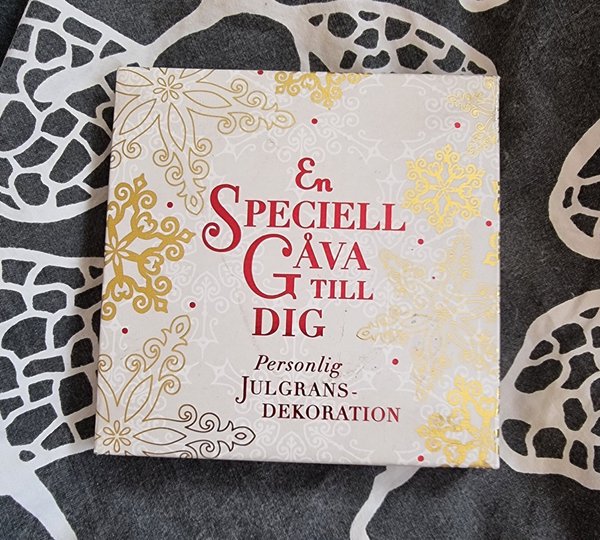 En
SPECIELL
GÅVA
TILL
DIG
Personlig
JULGRANS-
DEKORATION